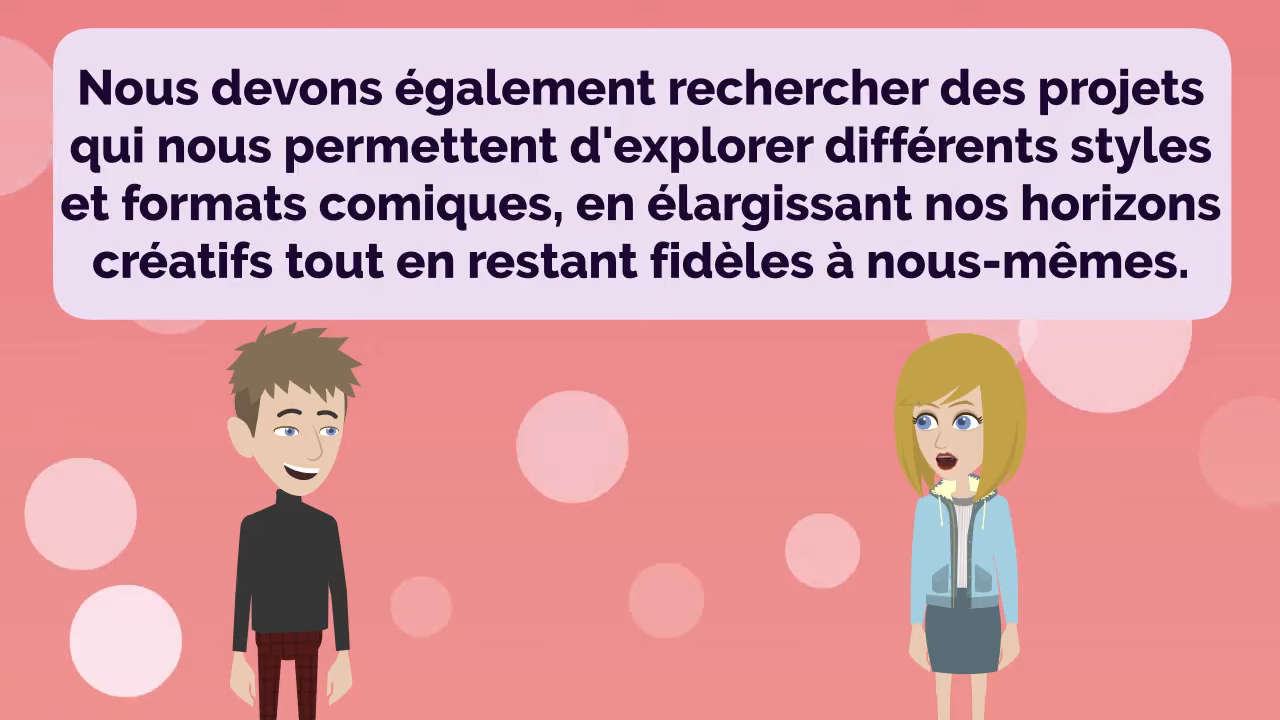 Nous devons également rechercher des projets
qui nous permettent d'explorer différents styles
et formats comiques, en élargissant nos horizons
créatifs tout en restant fidèles à nous-mêmes.